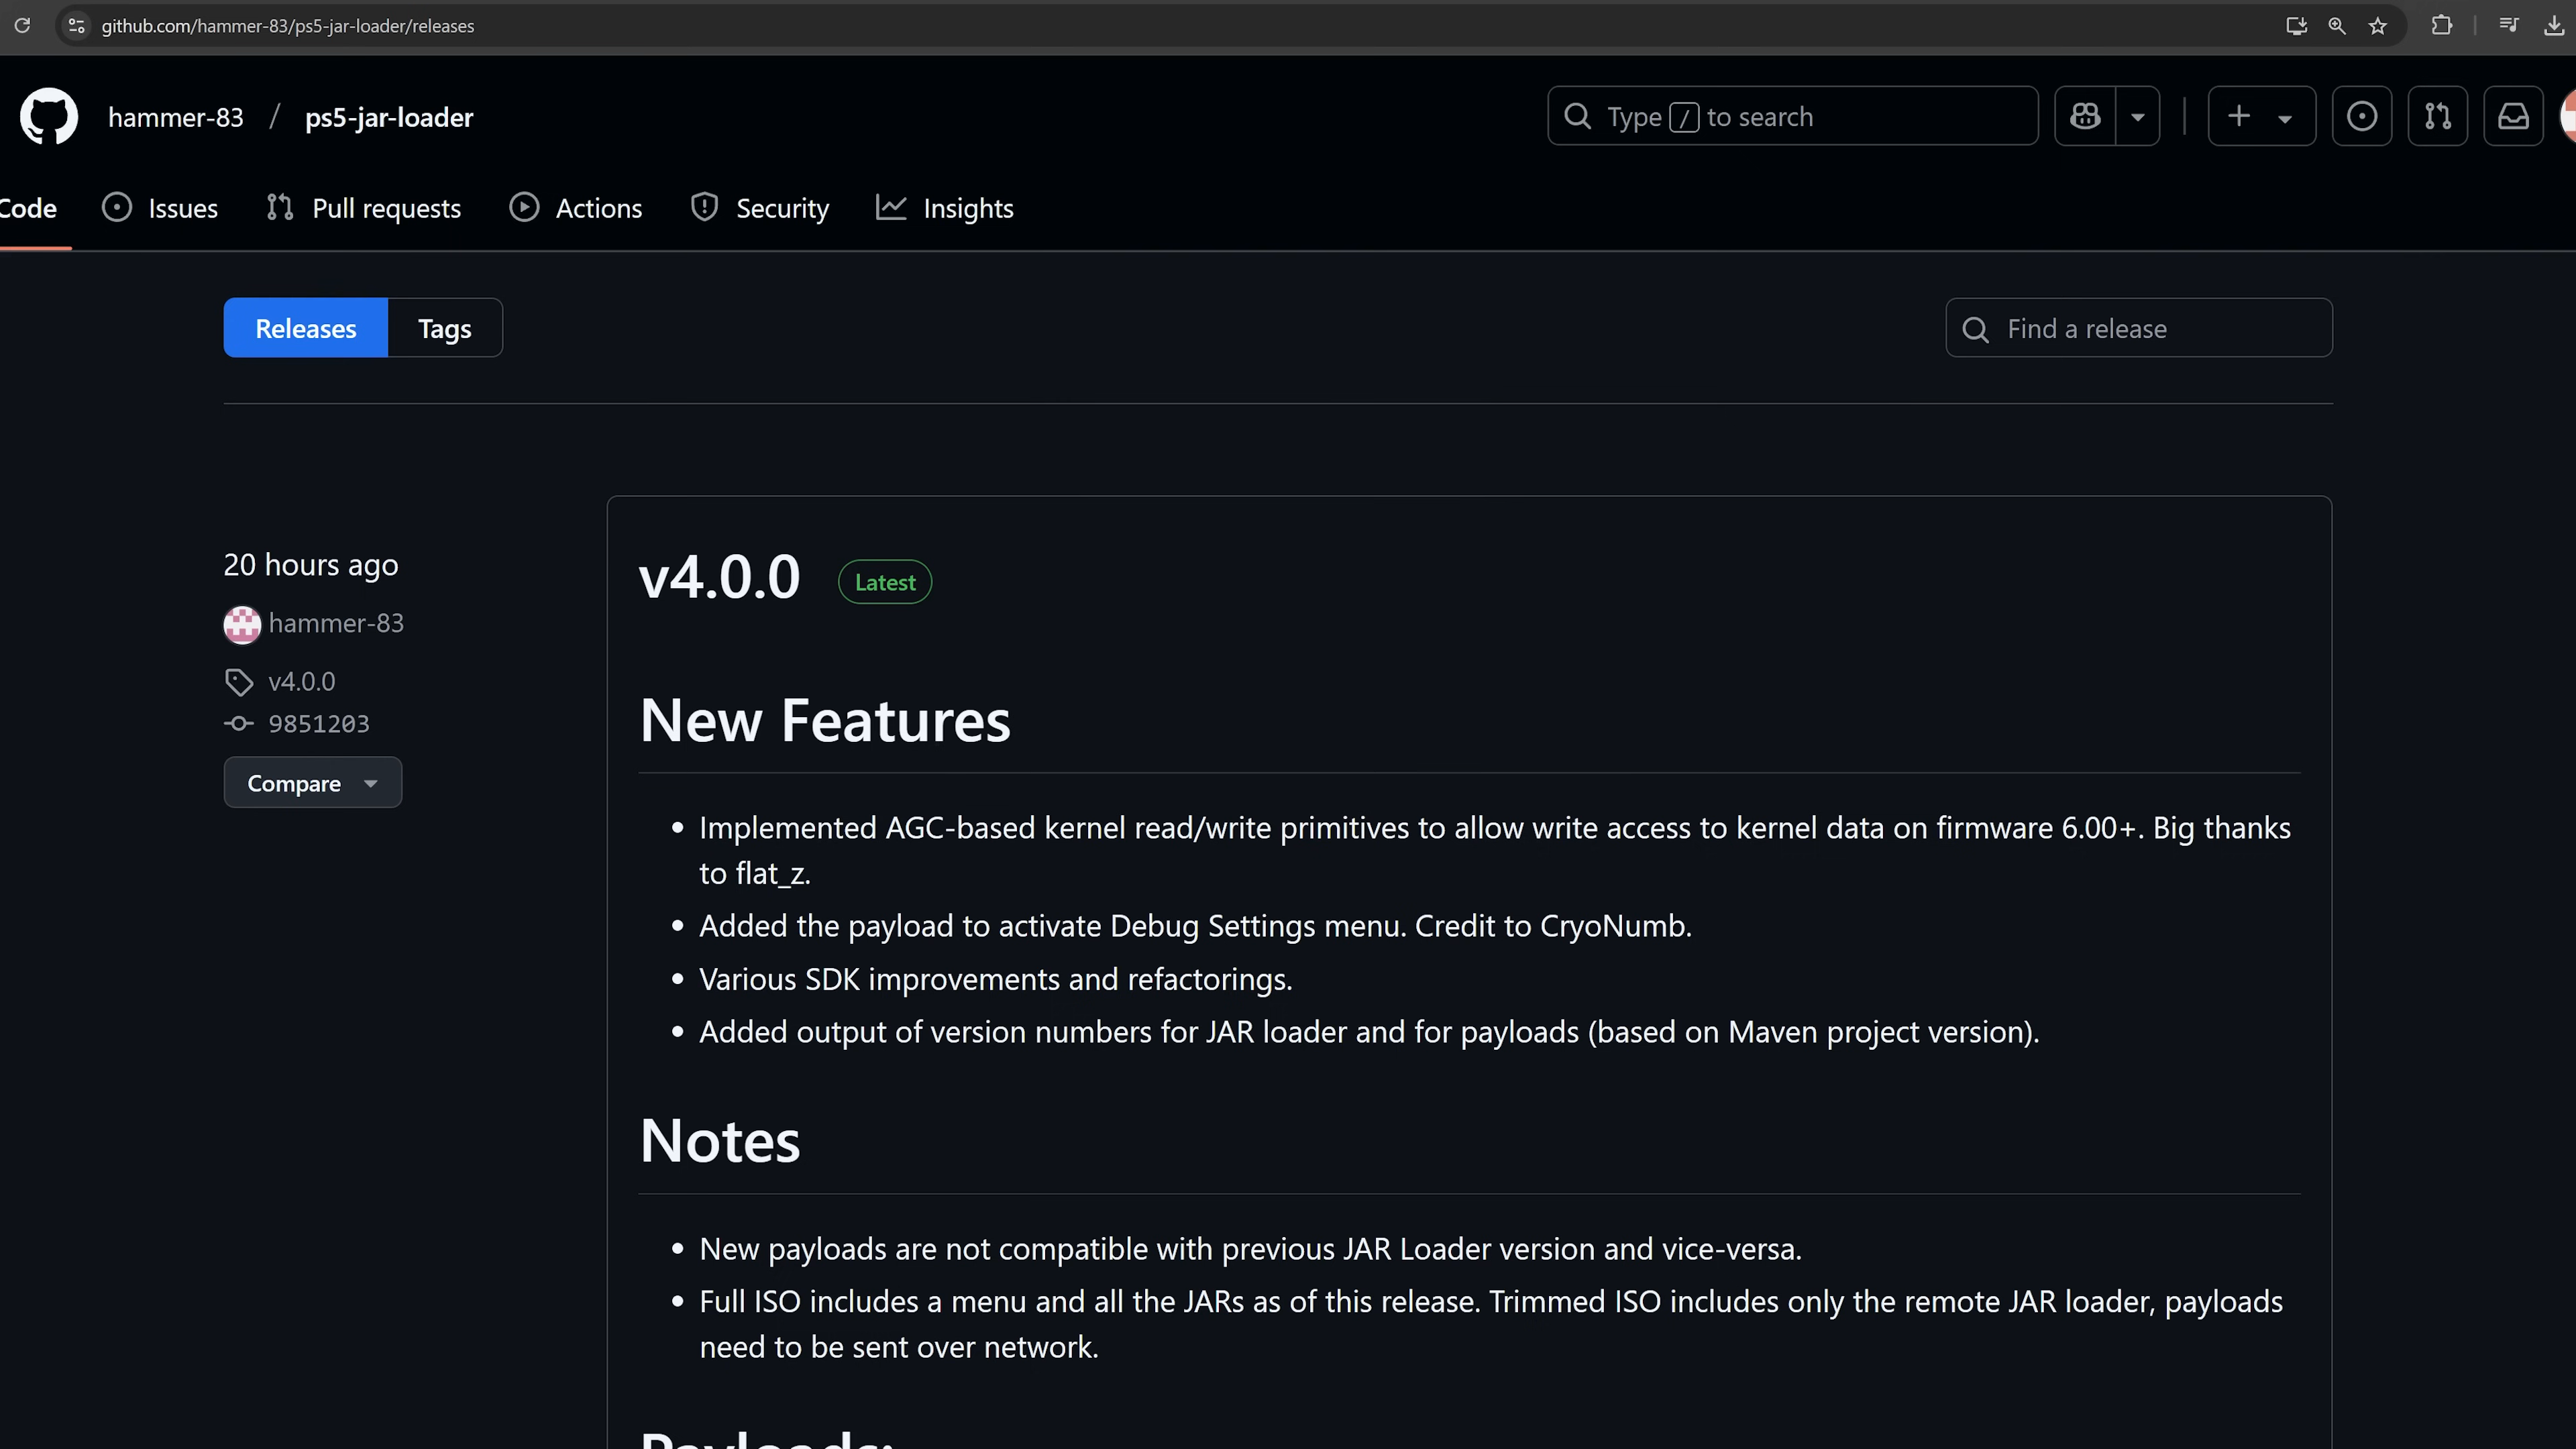 github.com/hammer-83/ps5-jar-loader/releases
hammer-83 / ps5-jar-loader
Type / to search
Code
Issues
Pull requests
Actions
Security
Insights
Releases
Tags
Find a release
20 hours ago
hammer-83
v4.0.0
9851203
Compare
v4.0.0
Latest
New Features
Implemented AGC-based kernel read/write primitives to allow write access to kernel data on firmware 6.00+. Big thanks
to flat_z.
Added the payload to activate Debug Settings menu. Credit to CryoNumb.
Various SDK improvements and refactorings.
Added output of version numbers for JAR loader and for payloads (based on Maven project version).
Notes
New payloads are not compatible with previous JAR Loader version and vice-versa.
Full ISO includes a menu and all the JARs as of this release. Trimmed ISO includes only the remote JAR loader, payloads
need to be sent over network.
Payloads: